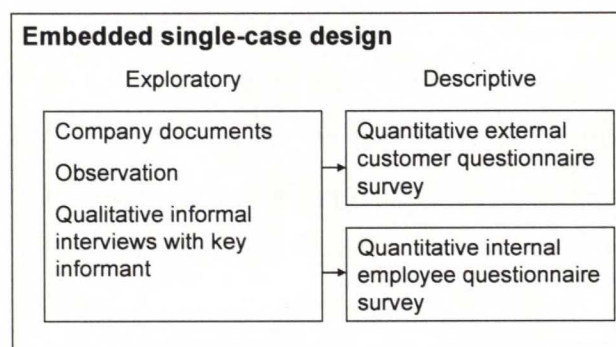 Embedded single-case design
Exploratory
Descriptive
Company documents
Observation
Qualitative informal
interviews with key
informant
Quantitative external
customer questionnaire
survey
Quantitative internal
employee questionnaire
survey